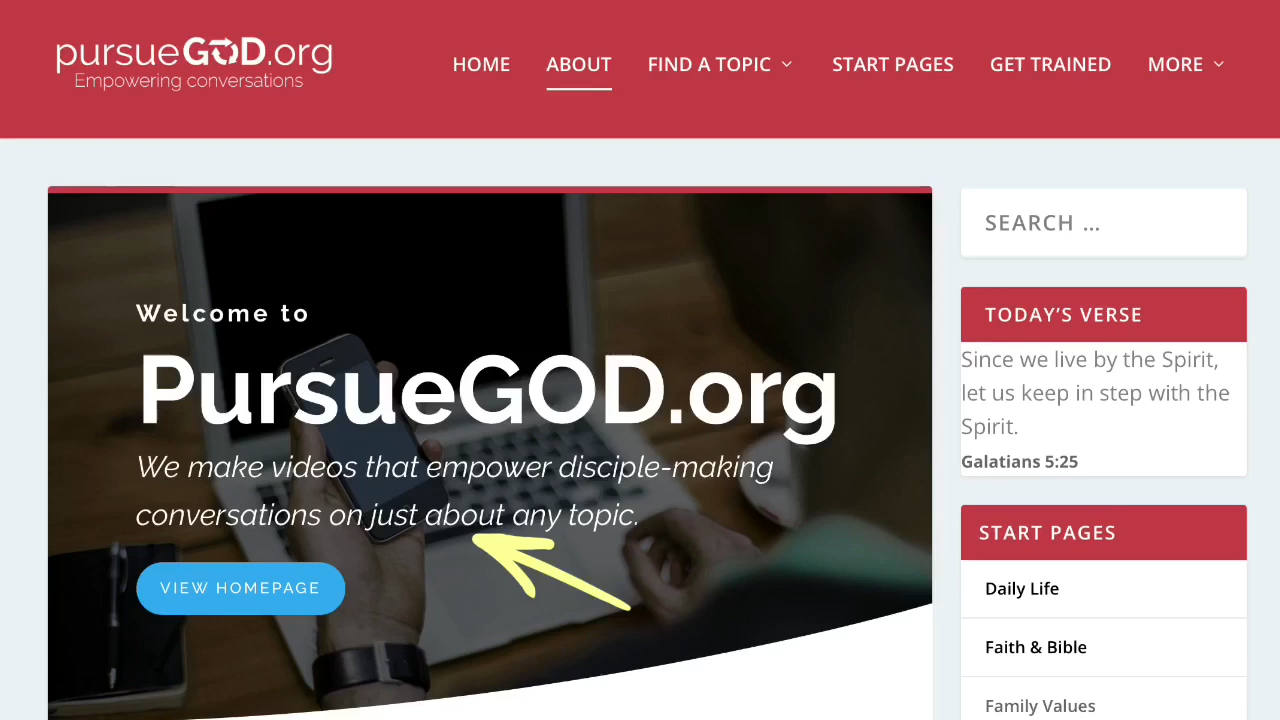 pursueGOD.org
Empowering conversations
HOME
ABOUT
FIND A TOPIC
START PAGES
GET TRAINED
MORE
Welcome to
PursueGOD.org
We make videos that empower disciple-making
conversations on just about any topic.
VIEW HOMEPAGE
SEARCH …
TODAY’S VERSE
Since we live by the Spirit,
let us keep in step with the
Spirit.
Galatians 5:25
START PAGES
Daily Life
Faith & Bible
Family Values